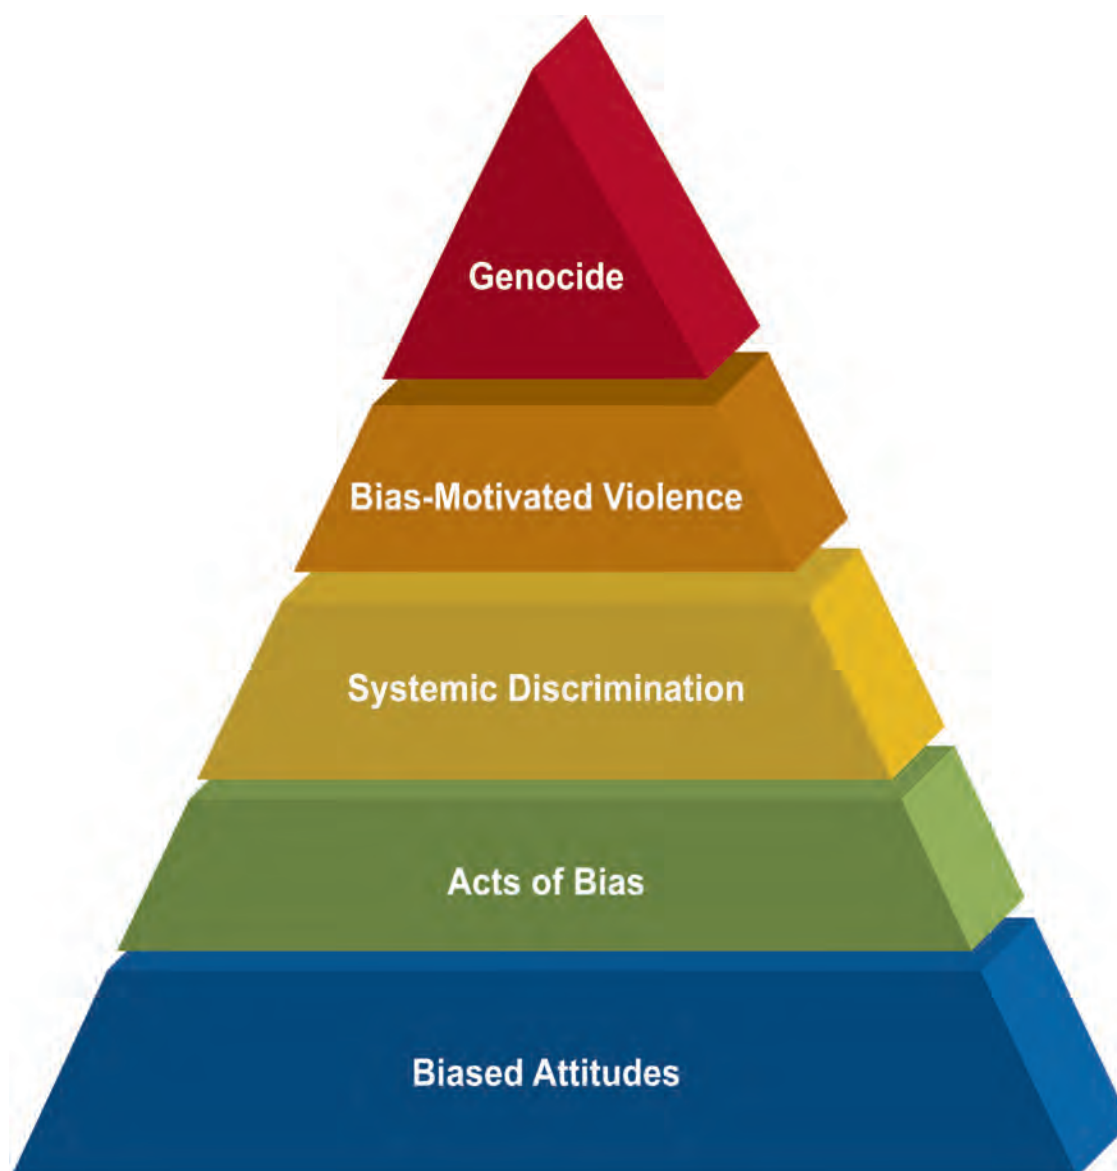 Genocide
Bias-Motivated Violence
Systemic Discrimination
Acts of Bias
Biased Attitudes